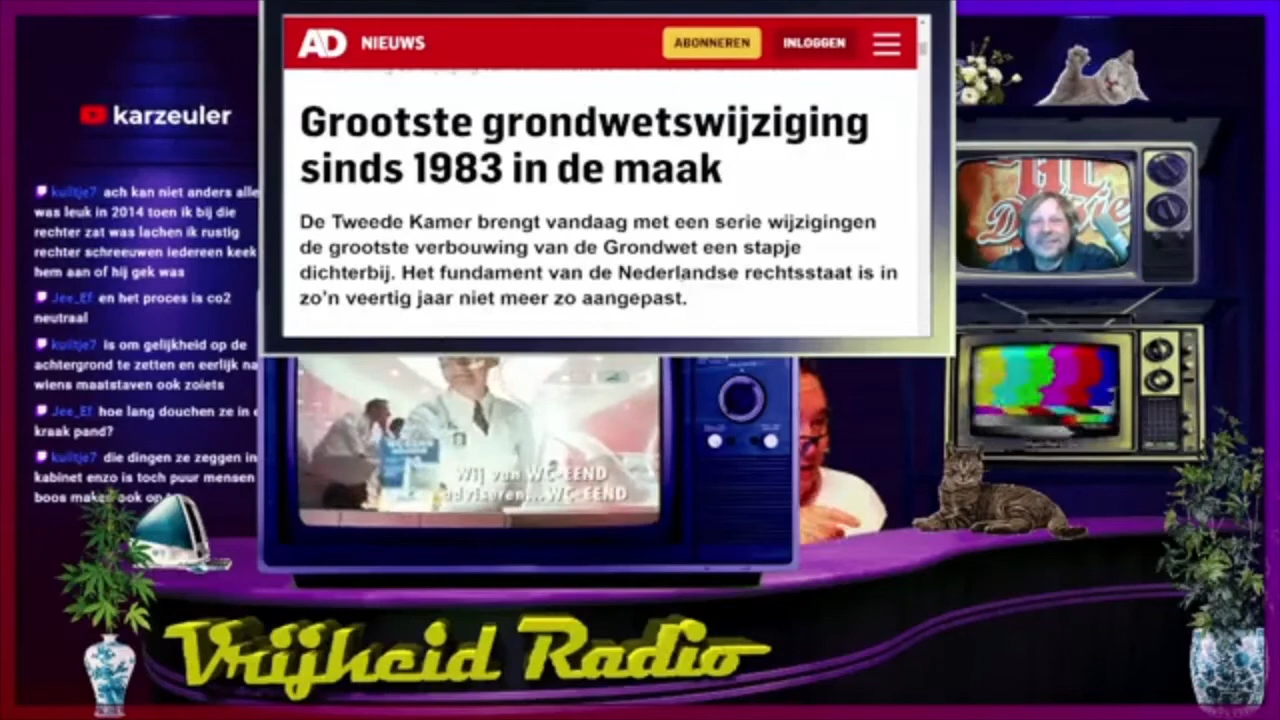 AD NIEUWS ABONNEREN INLOGGEN
Grootste grondwetswijziging
sinds 1983 in de maak
De Tweede Kamer brengt vandaag met een serie wijzigingen
de grootste verbouwing van de Grondwet een stapje
dichterbij. Het fundament van de Nederlandse rechtsstaat is in
zo'n veertig jaar niet meer zo aangepast.
karzeuler
kuiltje7 ach kan niet anders alle
was leuk in 2014 toen ik bij die
rechter zat was lachen ik rustig
rechter schreeuwen iedereen keek
hem aan of hij gek was
Jee_Ef en het proces is co2
neutraal
kuiltje7 is om gelijkheid op de
achtergrond te zetten en eerlijk na
wiens maatstaven ook zoiets
Jee_Ef hoe lang douchen ze in
kraak pand?
kuiltje7 die dingen ze zeggen in
kabinet enzo is toch puur mensen
boos maken ook op
Wij van WC-EEND
adviseren... WC-EEND
Vrijheid Radio